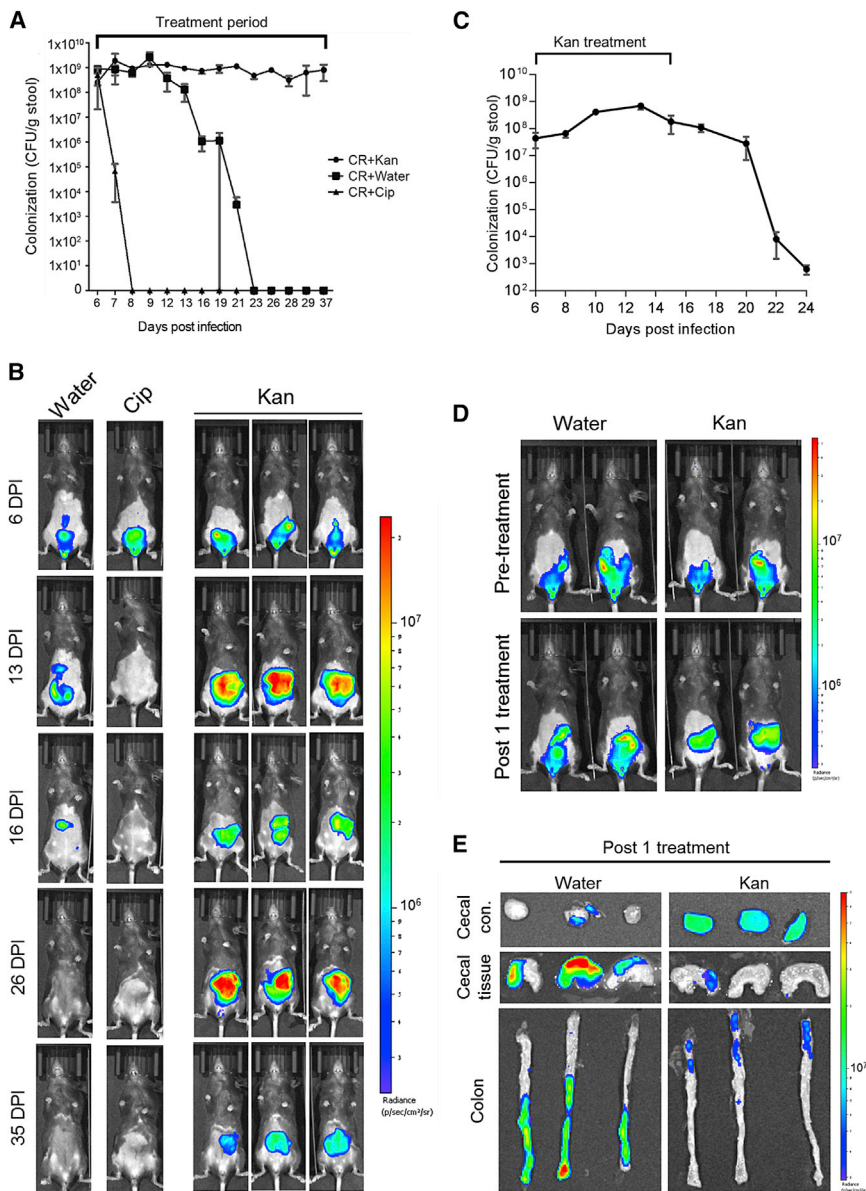 A
Treatment period
Colonization (CFU/g stool)
1x10^10
1x10^9
1x10^8
1x10^7
1x10^6
1x10^5
1x10^4
1x10^3
1x10^2
1x10^1
0
6 7 8 9 12 13 16 19 21 23 26 28 29 37
Days post infection
CR+Kan
CR+Water
CR+Cip
C
Kan treatment
Colonization (CFU/g stool)
10^10
10^9
10^8
10^7
10^6
10^5
10^4
10^3
10^2
6 8 10 12 14 16 18 20 22 24
Days post infection
B
Water Cip Kan
6 DPI
13 DPI
16 DPI
26 DPI
35 DPI
10^7
10^6
Radiance
(p/sec/cm²/sr)
D
Water Kan
Pre-treatment
Post 1 treatment
10^7
10^6
Radiance
(p/sec/cm²/sr)
E
Post 1 treatment
Water Kan
Cecal
con.
Cecal
tissue
Colon
10^7
Radiance